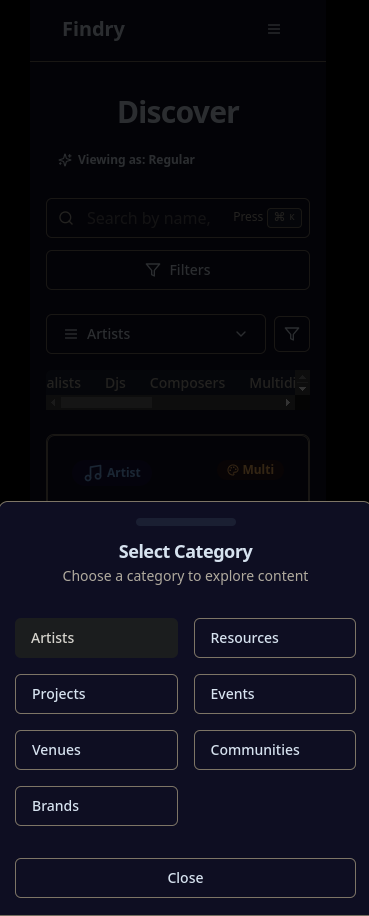 Findry
Discover
Viewing as: Regular
Search by name, Press ⌘ K
Filters
Artists
alists Djs Composers Multidi
Artist Multi
Select Category
Choose a category to explore content
Artists Resources
Projects Events
Venues Communities
Brands
Close